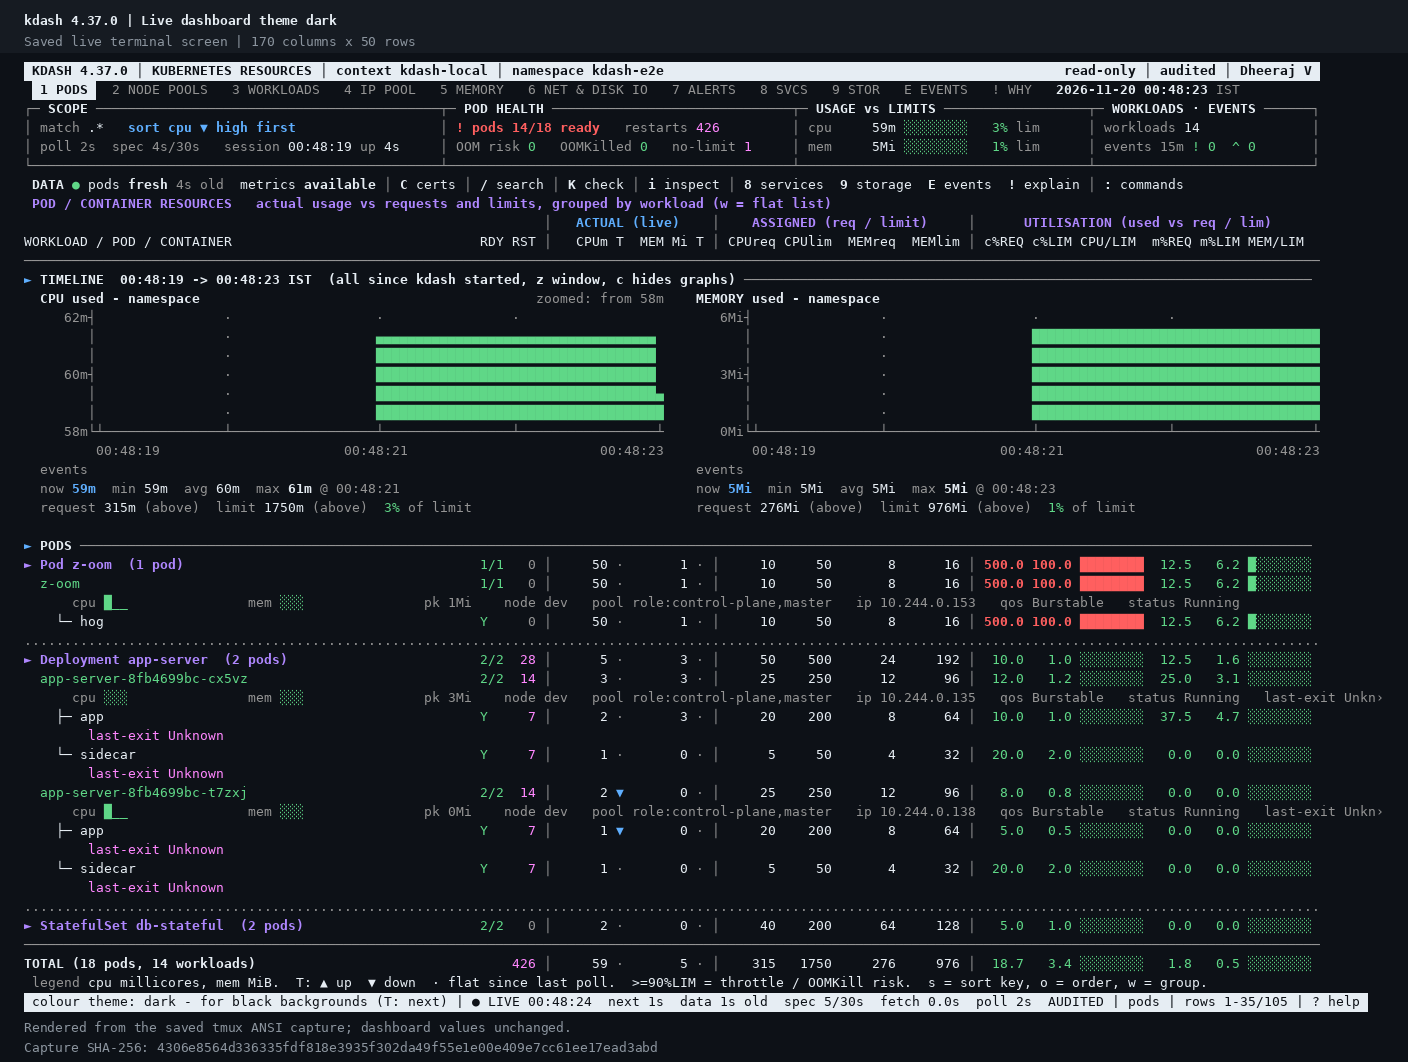 kdash 4.37.0 | Live dashboard theme dark
Saved live terminal screen | 170 columns x 50 rows
KDASH 4.37.0 │ KUBERNETES RESOURCES │ context kdash-local │ namespace kdash-e2e read-only │ audited │ Dheeraj V
1 PODS 2 NODE POOLS 3 WORKLOADS 4 IP POOL 5 MEMORY 6 NET & DISK IO 7 ALERTS 8 SVCS 9 STOR E EVENTS ! WHY 2026-11-20 00:48:23 IST
SCOPE POD HEALTH USAGE vs LIMITS WORKLOADS · EVENTS
match .* sort cpu ▼ high first │ ! pods 14/18 ready restarts 426 │ cpu 59m ░░░░░░░░ 3% lim │ workloads 14
poll 2s spec 4s/30s session 00:48:19 up 4s │ OOM risk 0 OOMKilled 0 no-limit 1 │ mem 5Mi ░░░░░░░░ 1% lim │ events 15m ! 0 ^ 0
DATA ● pods fresh 4s old metrics available │ C certs │ / search │ K check │ i inspect │ 8 services 9 storage E events ! explain │ : commands
POD / CONTAINER RESOURCES actual usage vs requests and limits, grouped by workload (w = flat list)
│ ACTUAL (live) │ ASSIGNED (req / limit) │ UTILISATION (used vs req / lim)
WORKLOAD / POD / CONTAINER RDY RST │ CPUm T MEM Mi T │ CPUreq CPUlim MEMreq MEMlim │ c%REQ c%LIM CPU/LIM m%REQ m%LIM MEM/LIM
► TIMELINE 00:48:19 -> 00:48:23 IST (all since kdash started, z window, c hides graphs)
CPU used - namespace zoomed: from 58m MEMORY used - namespace
62m 6Mi
60m 3Mi
58m 0Mi
00:48:19 00:48:21 00:48:23 00:48:19 00:48:21 00:48:23
events events
now 59m min 59m avg 60m max 61m @ 00:48:21 now 5Mi min 5Mi avg 5Mi max 5Mi @ 00:48:23
request 315m (above) limit 1750m (above) 3% of limit request 276Mi (above) limit 976Mi (above) 1% of limit
► PODS
► Pod z-oom (1 pod) 1/1 0 │ 50 · 1 · │ 10 50 8 16 │ 500.0 100.0 ████████ 12.5 6.2 █░░░░░░░
z-oom 1/1 0 │ 50 · 1 · │ 10 50 8 16 │ 500.0 100.0 ████████ 12.5 6.2 █░░░░░░░
cpu █__ mem ░░░ pk 1Mi node dev pool role:control-plane,master ip 10.244.0.153 qos Burstable status Running
└─ hog Y 0 │ 50 · 1 · │ 10 50 8 16 │ 500.0 100.0 ████████ 12.5 6.2 █░░░░░░░
► Deployment app-server (2 pods) 2/2 28 │ 5 · 3 · │ 50 500 24 192 │ 10.0 1.0 ░░░░░░░░ 12.5 1.6 ░░░░░░░░
app-server-8fb4699bc-cx5vz 2/2 14 │ 3 · 3 · │ 25 250 12 96 │ 12.0 1.2 ░░░░░░░░ 25.0 3.1 ░░░░░░░░
cpu ░░░ mem ░░░ pk 3Mi node dev pool role:control-plane,master ip 10.244.0.135 qos Burstable status Running last-exit Unkn›
├─ app Y 7 │ 2 · 3 · │ 20 200 8 64 │ 10.0 1.0 ░░░░░░░░ 37.5 4.7 ░░░░░░░░
last-exit Unknown
└─ sidecar Y 7 │ 1 · 0 · │ 5 50 4 32 │ 20.0 2.0 ░░░░░░░░ 0.0 0.0 ░░░░░░░░
last-exit Unknown
app-server-8fb4699bc-t7zxj 2/2 14 │ 2 ▼ 0 · │ 25 250 12 96 │ 8.0 0.8 ░░░░░░░░ 0.0 0.0 ░░░░░░░░
cpu █__ mem ░░░ pk 0Mi node dev pool role:control-plane,master ip 10.244.0.138 qos Burstable status Running last-exit Unkn›
├─ app Y 7 │ 1 ▼ 0 · │ 20 200 8 64 │ 5.0 0.5 ░░░░░░░░ 0.0 0.0 ░░░░░░░░
last-exit Unknown
└─ sidecar Y 7 │ 1 · 0 · │ 5 50 4 32 │ 20.0 2.0 ░░░░░░░░ 0.0 0.0 ░░░░░░░░
last-exit Unknown
► StatefulSet db-stateful (2 pods) 2/2 0 │ 2 · 0 · │ 40 200 64 128 │ 5.0 1.0 ░░░░░░░░ 0.0 0.0 ░░░░░░░░
TOTAL (18 pods, 14 workloads) 426 │ 59 · 5 · │ 315 1750 276 976 │ 18.7 3.4 ░░░░░░░░ 1.8 0.5 ░░░░░░░░
legend cpu millicores, mem MiB. T: ▲ up ▼ down · flat since last poll. >=90%LIM = throttle / OOMKill risk. s = sort key, o = order, w = group.
colour theme: dark - for black backgrounds (T: next) | ● LIVE 00:48:24 next 1s data 1s old spec 5/30s fetch 0.0s poll 2s AUDITED | pods | rows 1-35/105 | ? help
Rendered from the saved tmux ANSI capture; dashboard values unchanged.
Capture SHA-256: 4306e8564d336335fdf818e3935f302da49f55e1e00e409e7cc61ee17ead3abd